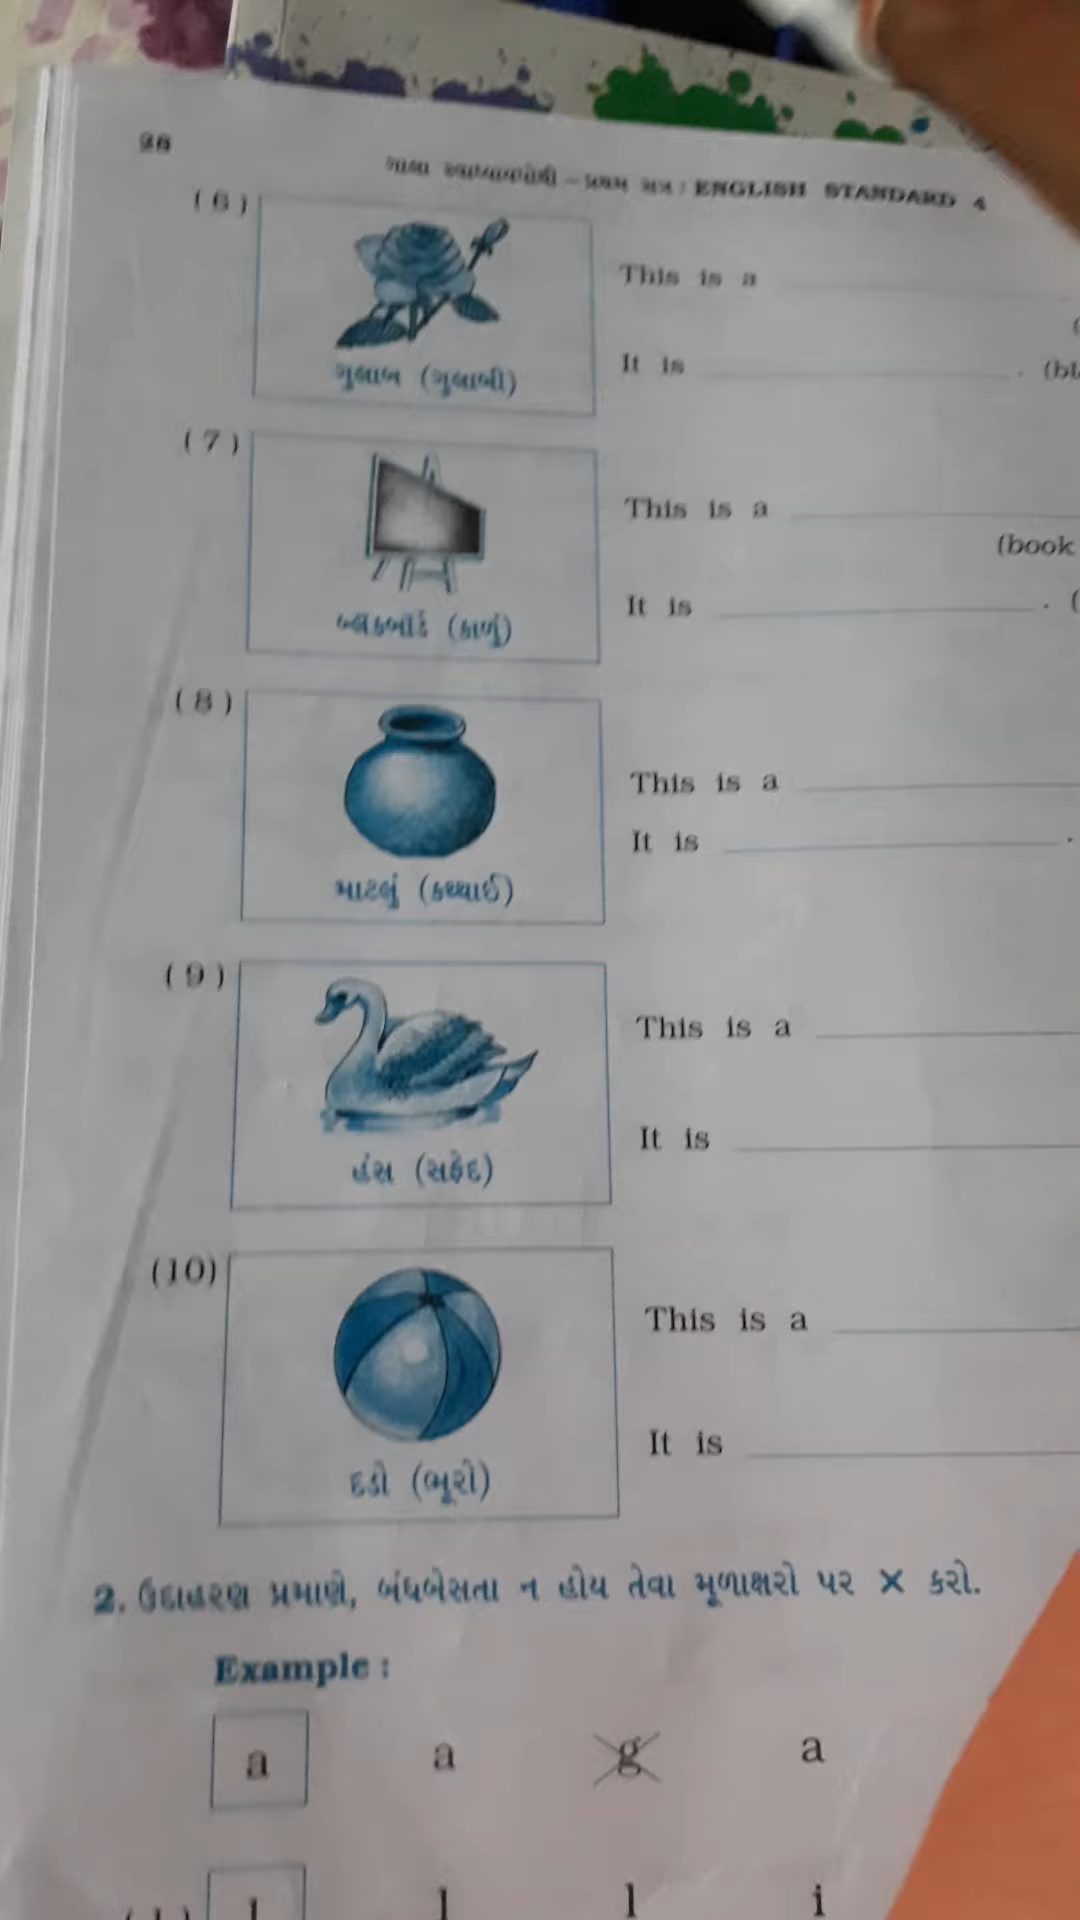 (6)
ENGLISH STANDARD 4
This is a
ગુલાબ (ગુલાબી)
It is . (bl
(7)
This is a
(book
બ્લૅકબૉર્ડ (કાળું)
It is . (
(8)
This is a
It is .
માટલું (કથ્થાઈ)
(9)
This is a
It is
હંસ (સફેદ)
(10)
This is a
It is
દડો (ભૂરો)
2. ઉદાહરણ પ્રમાણે, બંધબેસતા ન હોય તેવા મૂળાક્ષરો પર X કરો.
Example :
a a g a
l l i